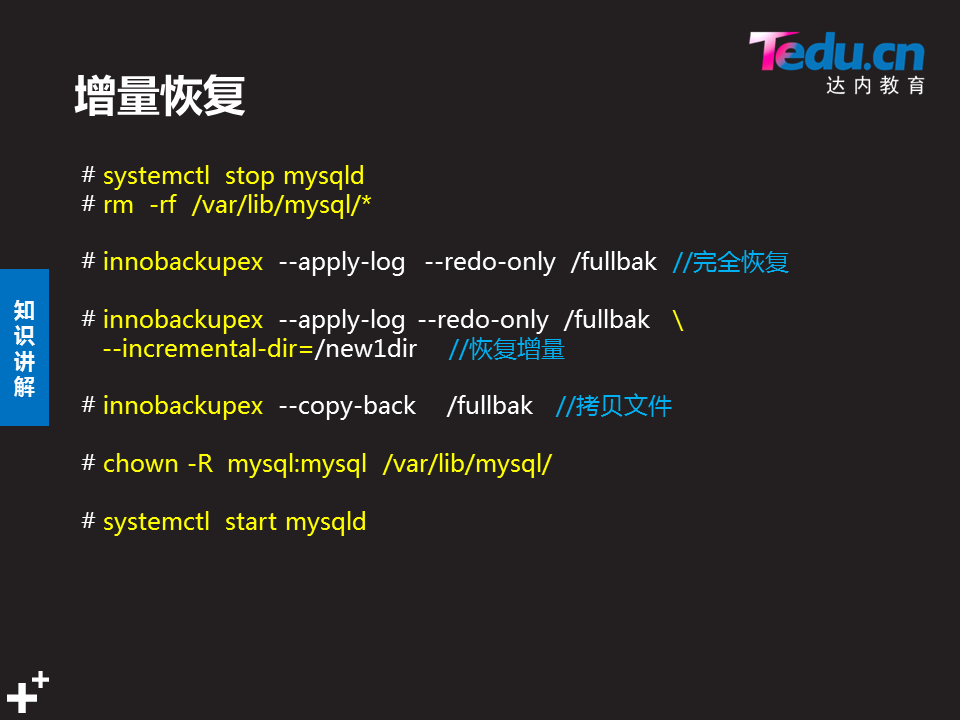 Tedu.cn
达内教育
增量恢复
# systemctl stop mysqld
# rm -rf /var/lib/mysql/*
# innobackupex --apply-log --redo-only /fullbak //完全恢复
# innobackupex --apply-log --redo-only /fullbak \
--incremental-dir=/new1dir //恢复增量
# innobackupex --copy-back /fullbak //拷贝文件
# chown -R mysql:mysql /var/lib/mysql/
# systemctl start mysqld
知识讲解